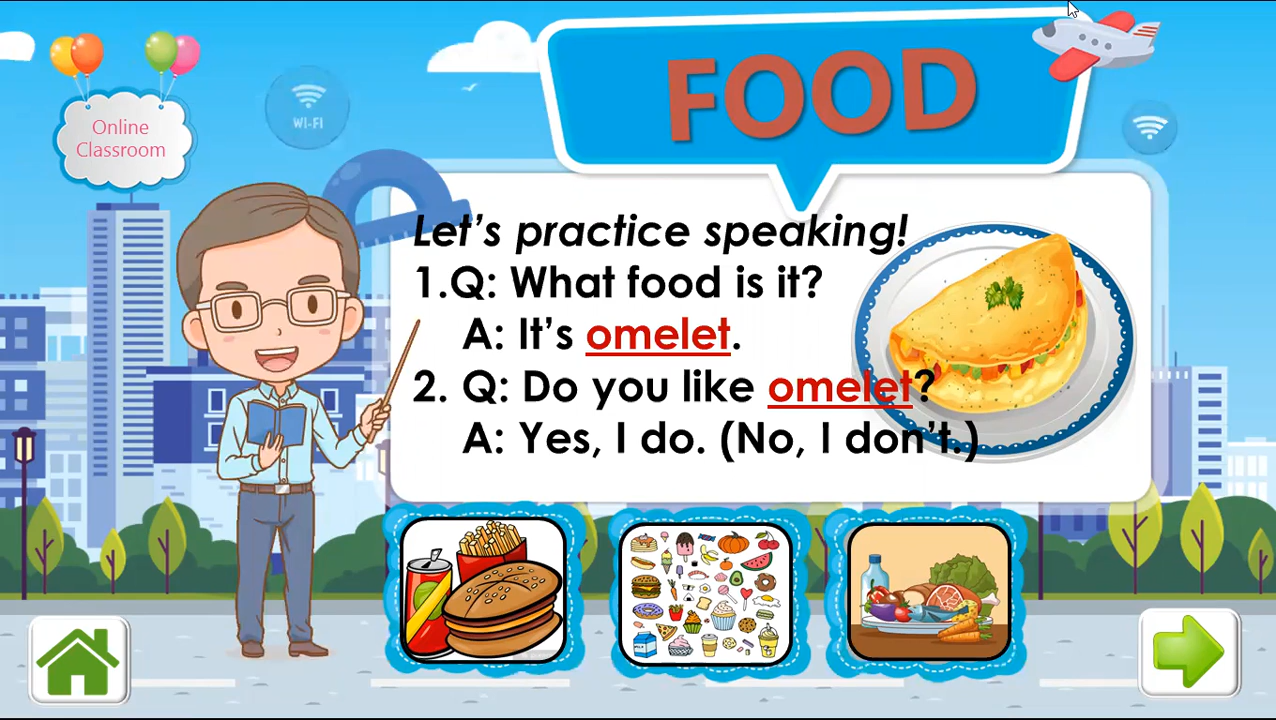 Online
Classroom
WI-FI
FOOD
Let's practice speaking!
1.Q: What food is it?
A: It's omelet.
2. Q: Do you like omelet?
A: Yes, I do. (No, I don't.)